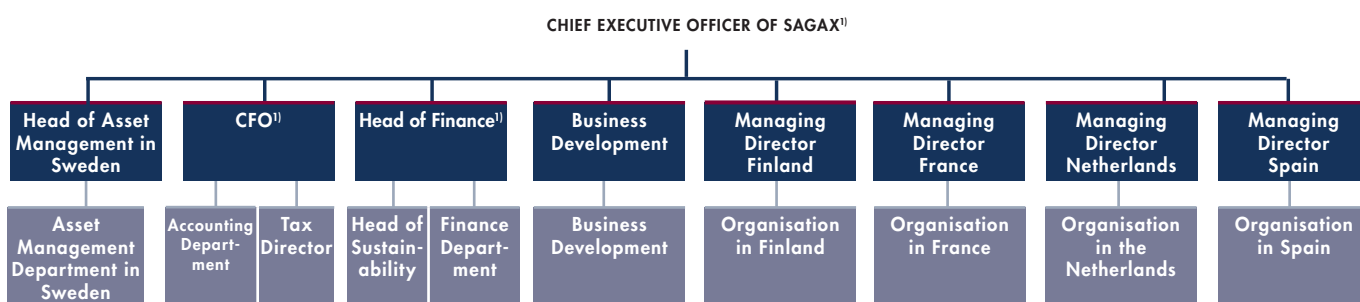 CHIEF EXECUTIVE OFFICER OF SAGAX¹⁾
Head of Asset
Management in
Sweden
CFO¹⁾
Head of Finance¹⁾
Business
Development
Managing
Director
Finland
Managing
Director
France
Managing
Director
Netherlands
Managing
Director
Spain
Asset
Management
Department in
Sweden
Accounting
Depart-
ment
Tax
Director
Head of
Sustain-
ability
Finance
Depart-
ment
Business
Development
Organisation
in Finland
Organisation
in France
Organisation
in the
Netherlands
Organisation
in Spain